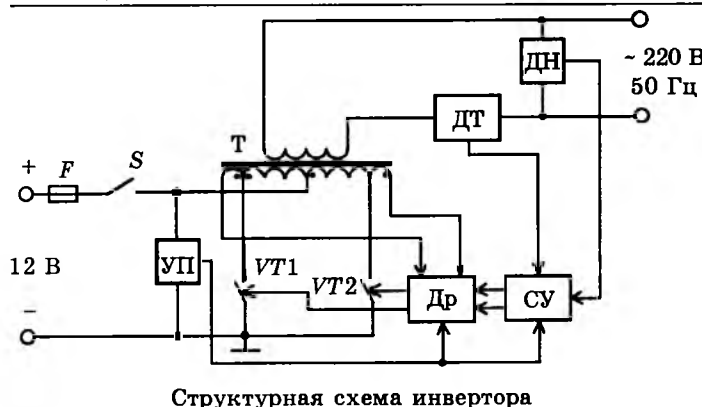 ДН
~ 220 В
50 Гц
ДТ
Т
+
F
S
12 В
УП
VT1
VT2
Др
СУ
−
Структурная схема инвертора